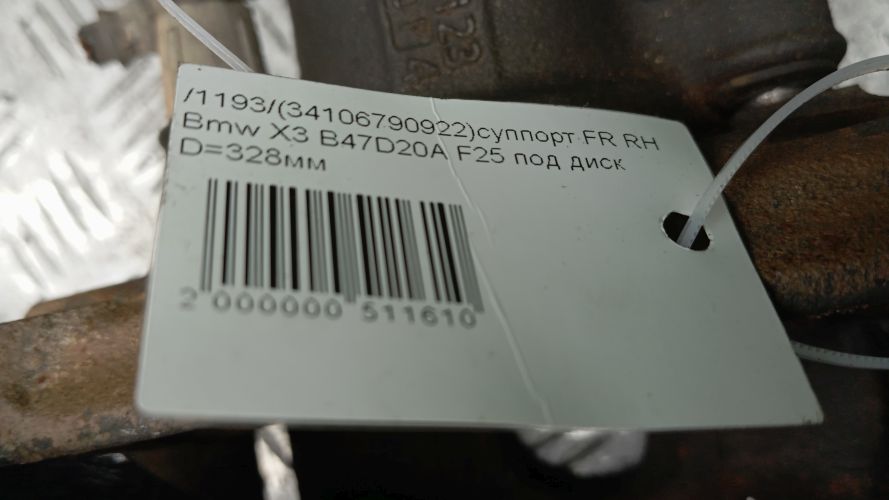 /1193/(34106790922)суппорт FR RH
Bmw X3 B47D20A F25 под диск
D=328мм
2 000000 511610